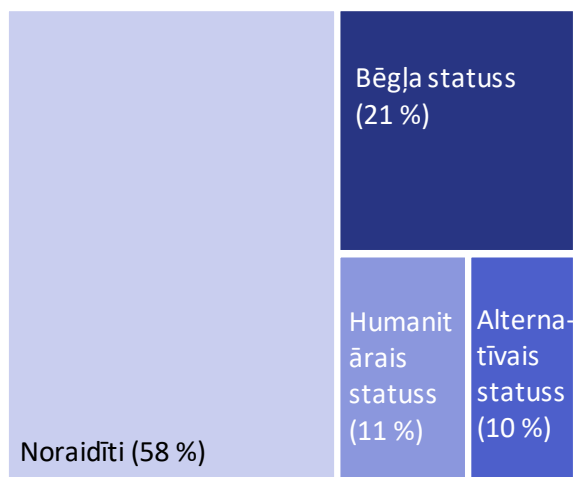 Bēgļa statuss
(21 %)
Humanit
ārais
statuss
(11 %)
Alterna-
tīvais
statuss
(10 %)
Noraidīti (58 %)